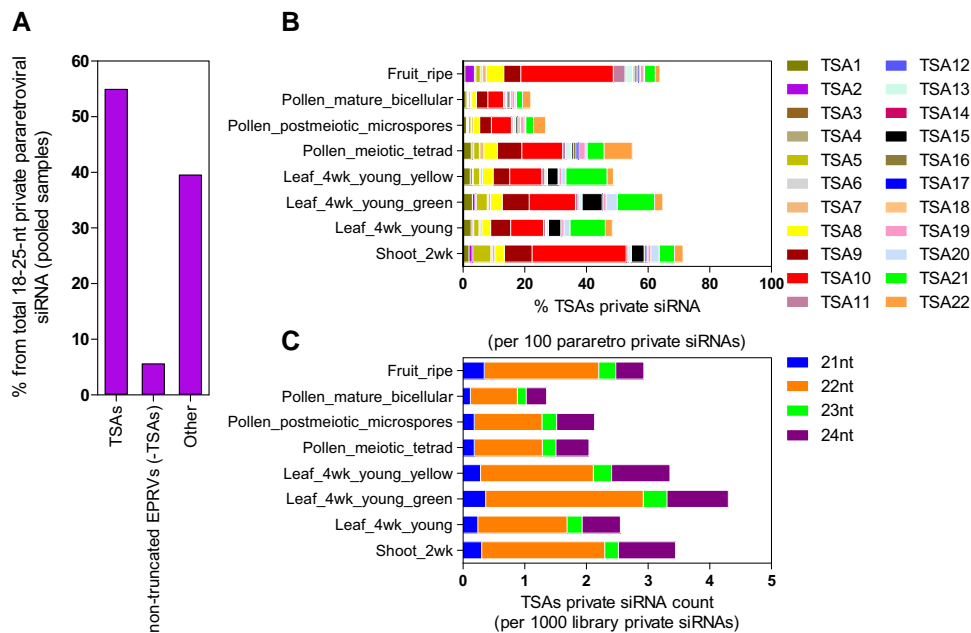 A
% from total 18-25-nt private pararetroviral
siRNA (pooled samples)
60
50
40
30
20
10
0
TSAs
non-truncated EPRVs (-TSAs)
Other
B
Fruit_ripe
Pollen_mature_bicellular
Pollen_postmeiotic_microspores
Pollen_meiotic_tetrad
Leaf_4wk_young_yellow
Leaf_4wk_young_green
Leaf_4wk_young
Shoot_2wk
0 20 40 60 80 100
% TSAs private siRNA
(per 100 pararetro private siRNAs)
TSA1
TSA2
TSA3
TSA4
TSA5
TSA6
TSA7
TSA8
TSA9
TSA10
TSA11
TSA12
TSA13
TSA14
TSA15
TSA16
TSA17
TSA18
TSA19
TSA20
TSA21
TSA22
C
Fruit_ripe
Pollen_mature_bicellular
Pollen_postmeiotic_microspores
Pollen_meiotic_tetrad
Leaf_4wk_young_yellow
Leaf_4wk_young_green
Leaf_4wk_young
Shoot_2wk
0 1 2 3 4 5
TSAs private siRNA count
(per 1000 library private siRNAs)
21nt
22nt
23nt
24nt